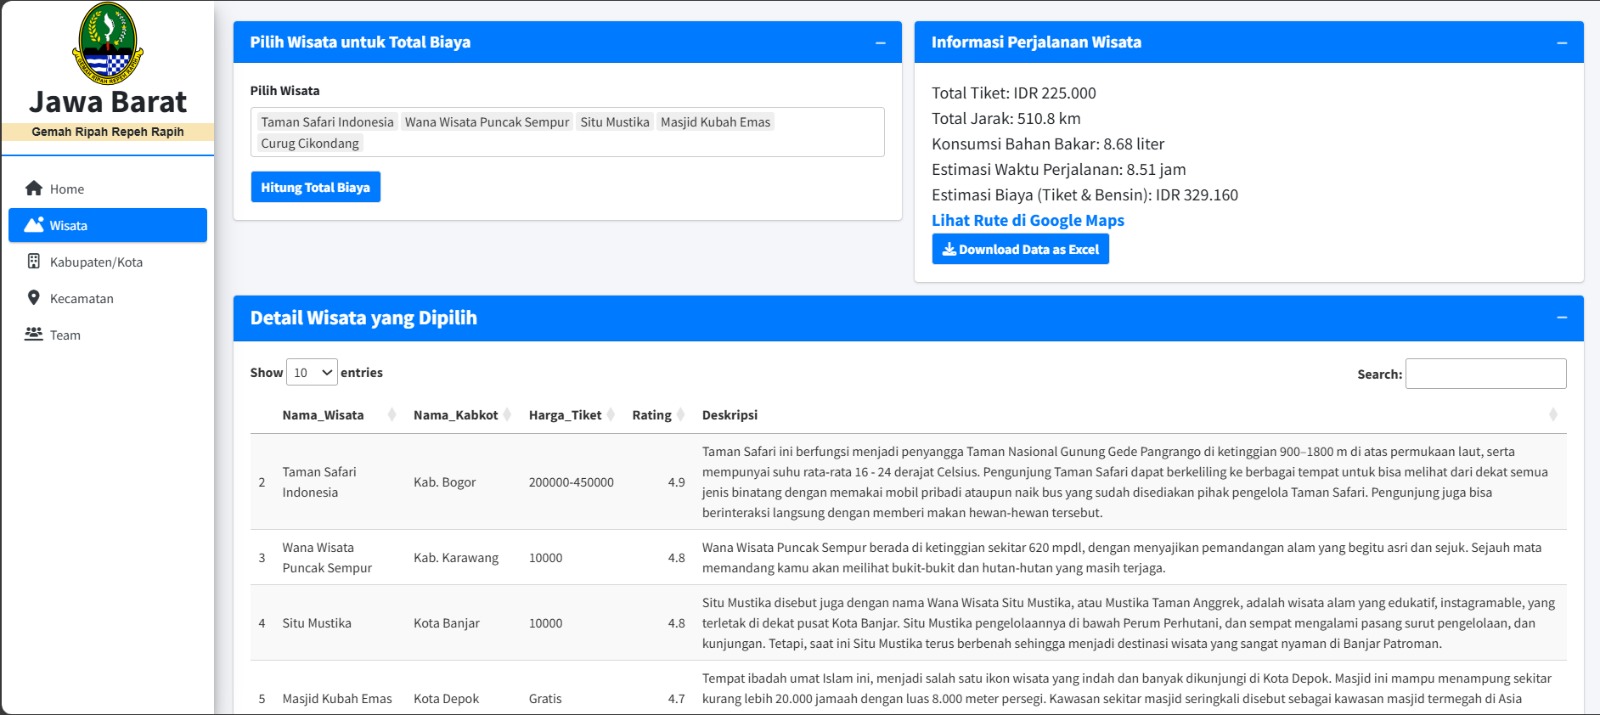 GEMAH RIPAH REPEH RAPIH
Jawa Barat
Gemah Ripah Repeh Rapih
Home
Wisata
Kabupaten/Kota
Kecamatan
Team
Pilih Wisata untuk Total Biaya
Pilih Wisata
Taman Safari Indonesia Wana Wisata Puncak Sempur Situ Mustika Masjid Kubah Emas
Curug Cikondang
Hitung Total Biaya
Informasi Perjalanan Wisata
Total Tiket: IDR 225.000
Total Jarak: 510.8 km
Konsumsi Bahan Bakar: 8.68 liter
Estimasi Waktu Perjalanan: 8.51 jam
Estimasi Biaya (Tiket & Bensin): IDR 329.160
Lihat Rute di Google Maps
Download Data as Excel
Detail Wisata yang Dipilih
Show 10 entries
Search:
Nama_Wisata Nama_Kabkot Harga_Tiket Rating Deskripsi
2 Taman Safari Indonesia Kab. Bogor 200000-450000 4.9
Taman Safari ini berfungsi menjadi penyangga Taman Nasional Gunung Gede Pangrango di ketinggian 900–1800 m di atas permukaan laut, serta
mempunyai suhu rata-rata 16 - 24 derajat Celsius. Pengunjung Taman Safari dapat berkeliling ke berbagai tempat untuk bisa melihat dari dekat semua
jenis binatang dengan memakai mobil pribadi ataupun naik bus yang sudah disediakan pihak pengelola Taman Safari. Pengunjung juga bisa
berinteraksi langsung dengan memberi makan hewan-hewan tersebut.
3 Wana Wisata Puncak Sempur Kab. Karawang 10000 4.8
Wana Wisata Puncak Sempur berada di ketinggian sekitar 620 mpdl, dengan menyajikan pemandangan alam yang begitu asri dan sejuk. Sejauh mata
memandang kamu akan meilihat bukit-bukit dan hutan-hutan yang masih terjaga.
4 Situ Mustika Kota Banjar 10000 4.8
Situ Mustika disebut juga dengan nama Wana Wisata Situ Mustika, atau Mustika Taman Anggrek, adalah wisata alam yang edukatif, instagramable, yang
terletak di dekat pusat Kota Banjar. Situ Mustika pengelolaannya di bawah Perum Perhutani, dan sempat mengalami pasang surut pengelolaan, dan
kunjungan. Tetapi, saat ini Situ Mustika terus berbenah sehingga menjadi destinasi wisata yang sangat nyaman di Banjar Patroman.
5 Masjid Kubah Emas Kota Depok Gratis 4.7
Tempat ibadah umat Islam ini, menjadi salah satu ikon wisata yang indah dan banyak dikunjungi di Kota Depok. Masjid ini mampu menampung sekitar
kurang lebih 20.000 jamaah dengan luas 8.000 meter persegi. Kawasan sekitar masjid seringkali disebut sebagai kawasan masjid termegah di Asia